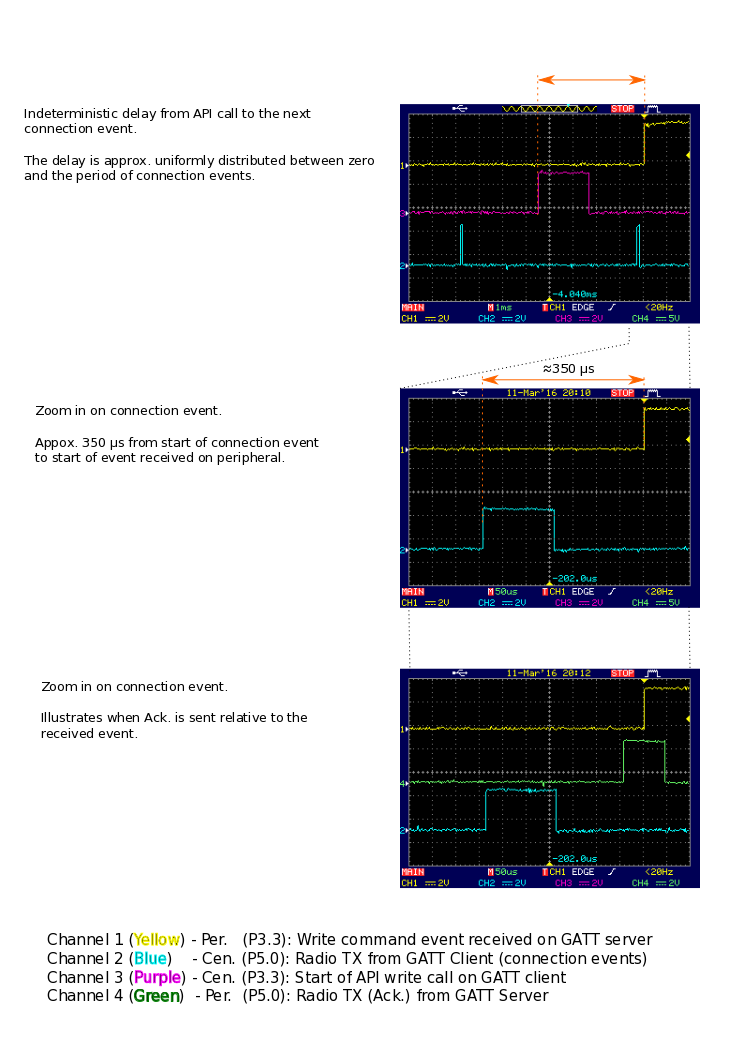 Indeterministic delay from API call to the next
connection event.
The delay is approx. uniformly distributed between zero
and the period of connection events.
STOP
1
3
2
-4.040ms
MAIN M 1ms T CH1 EDGE <20Hz
CH1 2V CH2 2V CH3 2V CH4 5V
≈350 µs
Zoom in on connection event.
Appox. 350 µs from start of connection event
to start of event received on peripheral.
11-Mar'16 20:10 STOP
1
2
-202.0us
MAIN M 50us T CH1 EDGE <20Hz
CH1 2V CH2 2V CH3 2V CH4 5V
Zoom in on connection event.
Illustrates when Ack. is sent relative to the
received event.
11-Mar'16 20:12 STOP
1
4
2
-202.0us
MAIN M 50us T CH1 EDGE <20Hz
CH1 2V CH2 2V CH3 2V CH4 5V
Channel 1 (Yellow) - Per. (P3.3): Write command event received on GATT server
Channel 2 (Blue) - Cen. (P5.0): Radio TX from GATT Client (connection events)
Channel 3 (Purple) - Cen. (P3.3): Start of API write call on GATT client
Channel 4 (Green) - Per. (P5.0): Radio TX (Ack.) from GATT Server